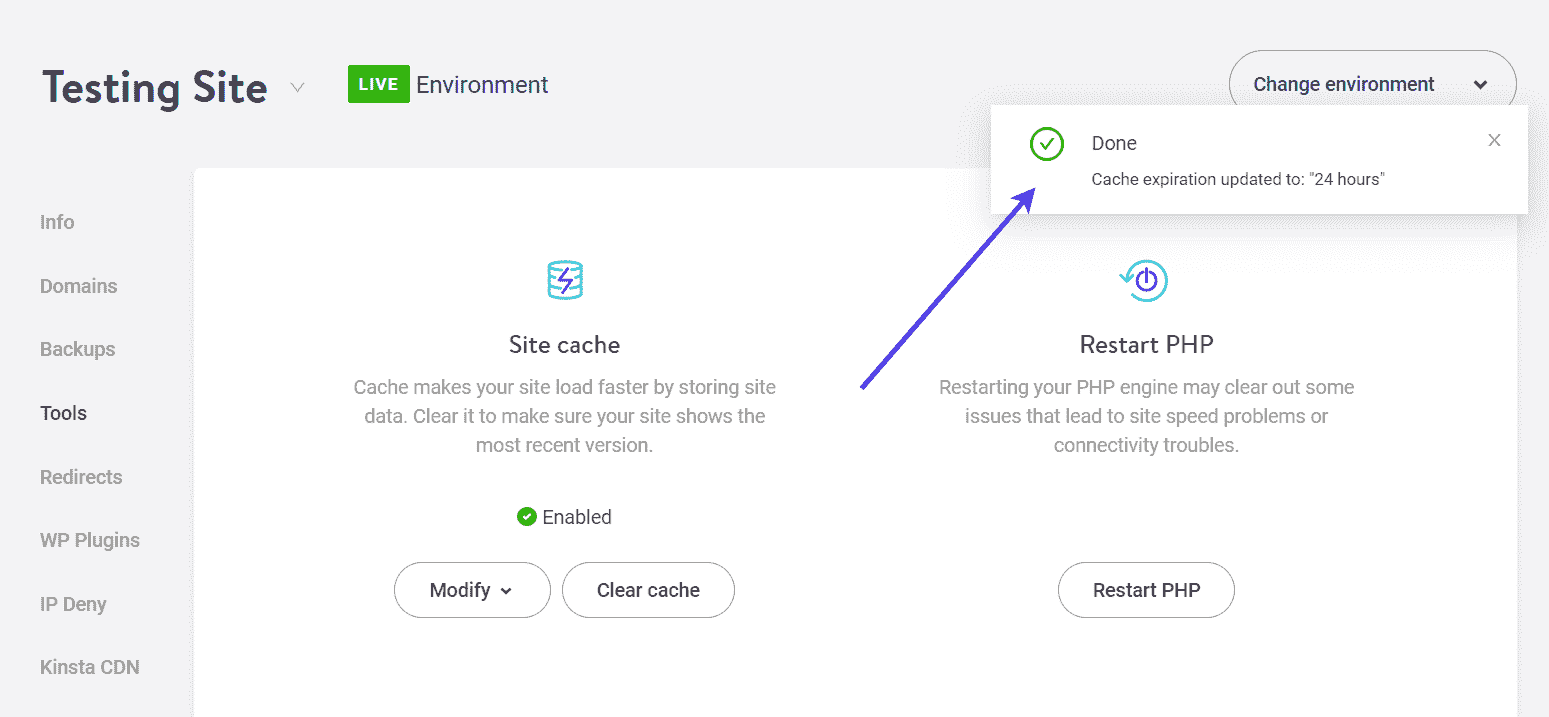 Testing Site
LIVE Environment
Change environment
Done
Cache expiration updated to: "24 hours"
Info
Domains
Backups
Tools
Redirects
WP Plugins
IP Deny
Kinsta CDN
Site cache
Cache makes your site load faster by storing site
data. Clear it to make sure your site shows the
most recent version.
Enabled
Modify
Clear cache
Restart PHP
Restarting your PHP engine may clear out some
issues that lead to site speed problems or
connectivity troubles.
Restart PHP